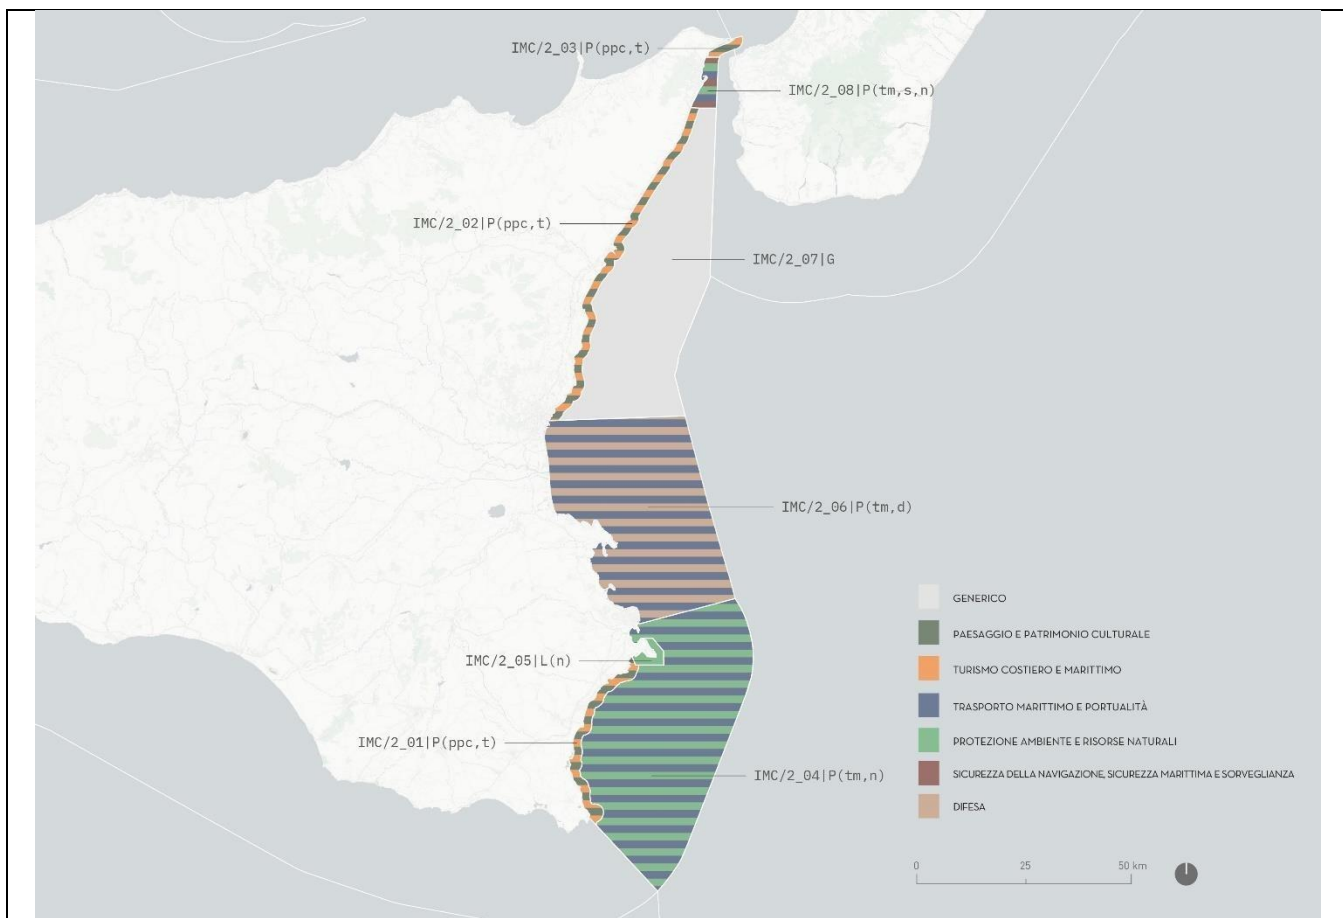 IMC/2_03|P(ppc,t)
IMC/2_08|P(tm,s,n)
IMC/2_02|P(ppc,t)
IMC/2_07|G
IMC/2_06|P(tm,d)
IMC/2_05|L(n)
IMC/2_01|P(ppc,t)
IMC/2_04|P(tm,n)
GENERICO
PAESAGGIO E PATRIMONIO CULTURALE
TURISMO COSTIERO E MARITTIMO
TRASPORTO MARITTIMO E PORTUALITÀ
PROTEZIONE AMBIENTE E RISORSE NATURALI
SICUREZZA DELLA NAVIGAZIONE, SICUREZZA MARITTIMA E SORVEGLIANZA
DIFESA
0 25 50 km